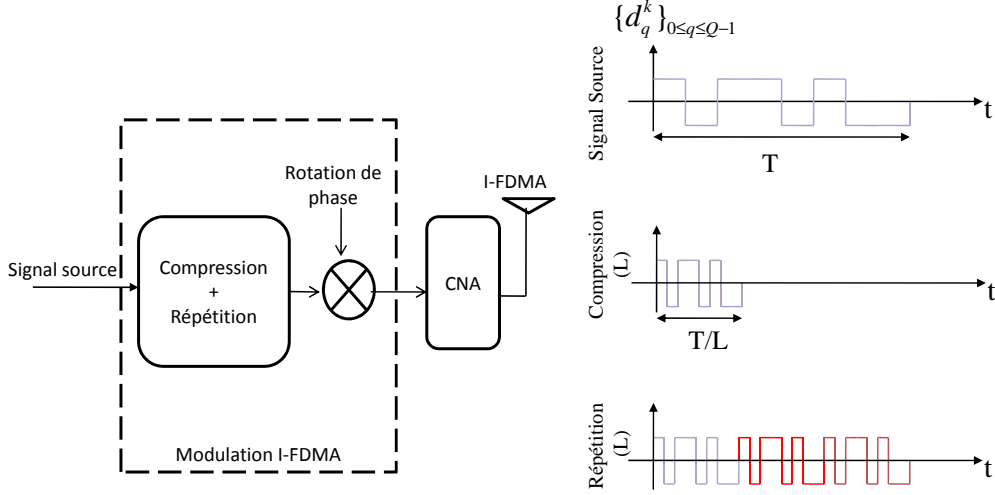 Signal source
Compression
+
Répétition
Rotation de
phase
CNA
I-FDMA
Modulation I-FDMA
{d_q^k}_{0≤q≤Q-1}
Signal Source
t
T
Compression
(L)
t
T/L
Répétition
(L)
t